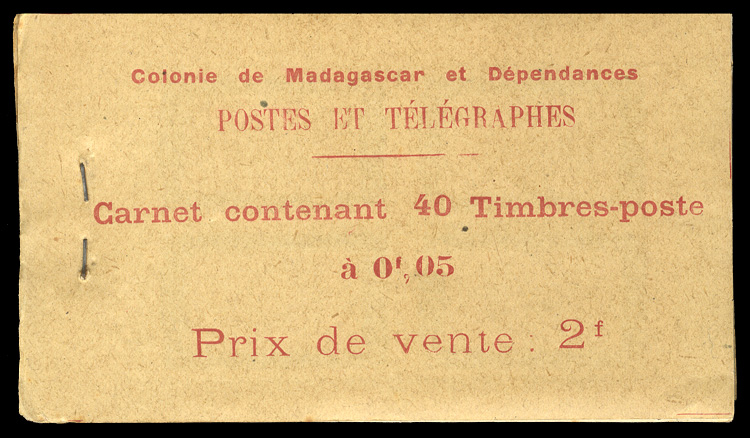 Colonie de Madagascar et Dépendances
POSTES ET TÉLÉGRAPHES
Carnet contenant 40 Timbres-poste
à 0f,05
Prix de vente : 2f